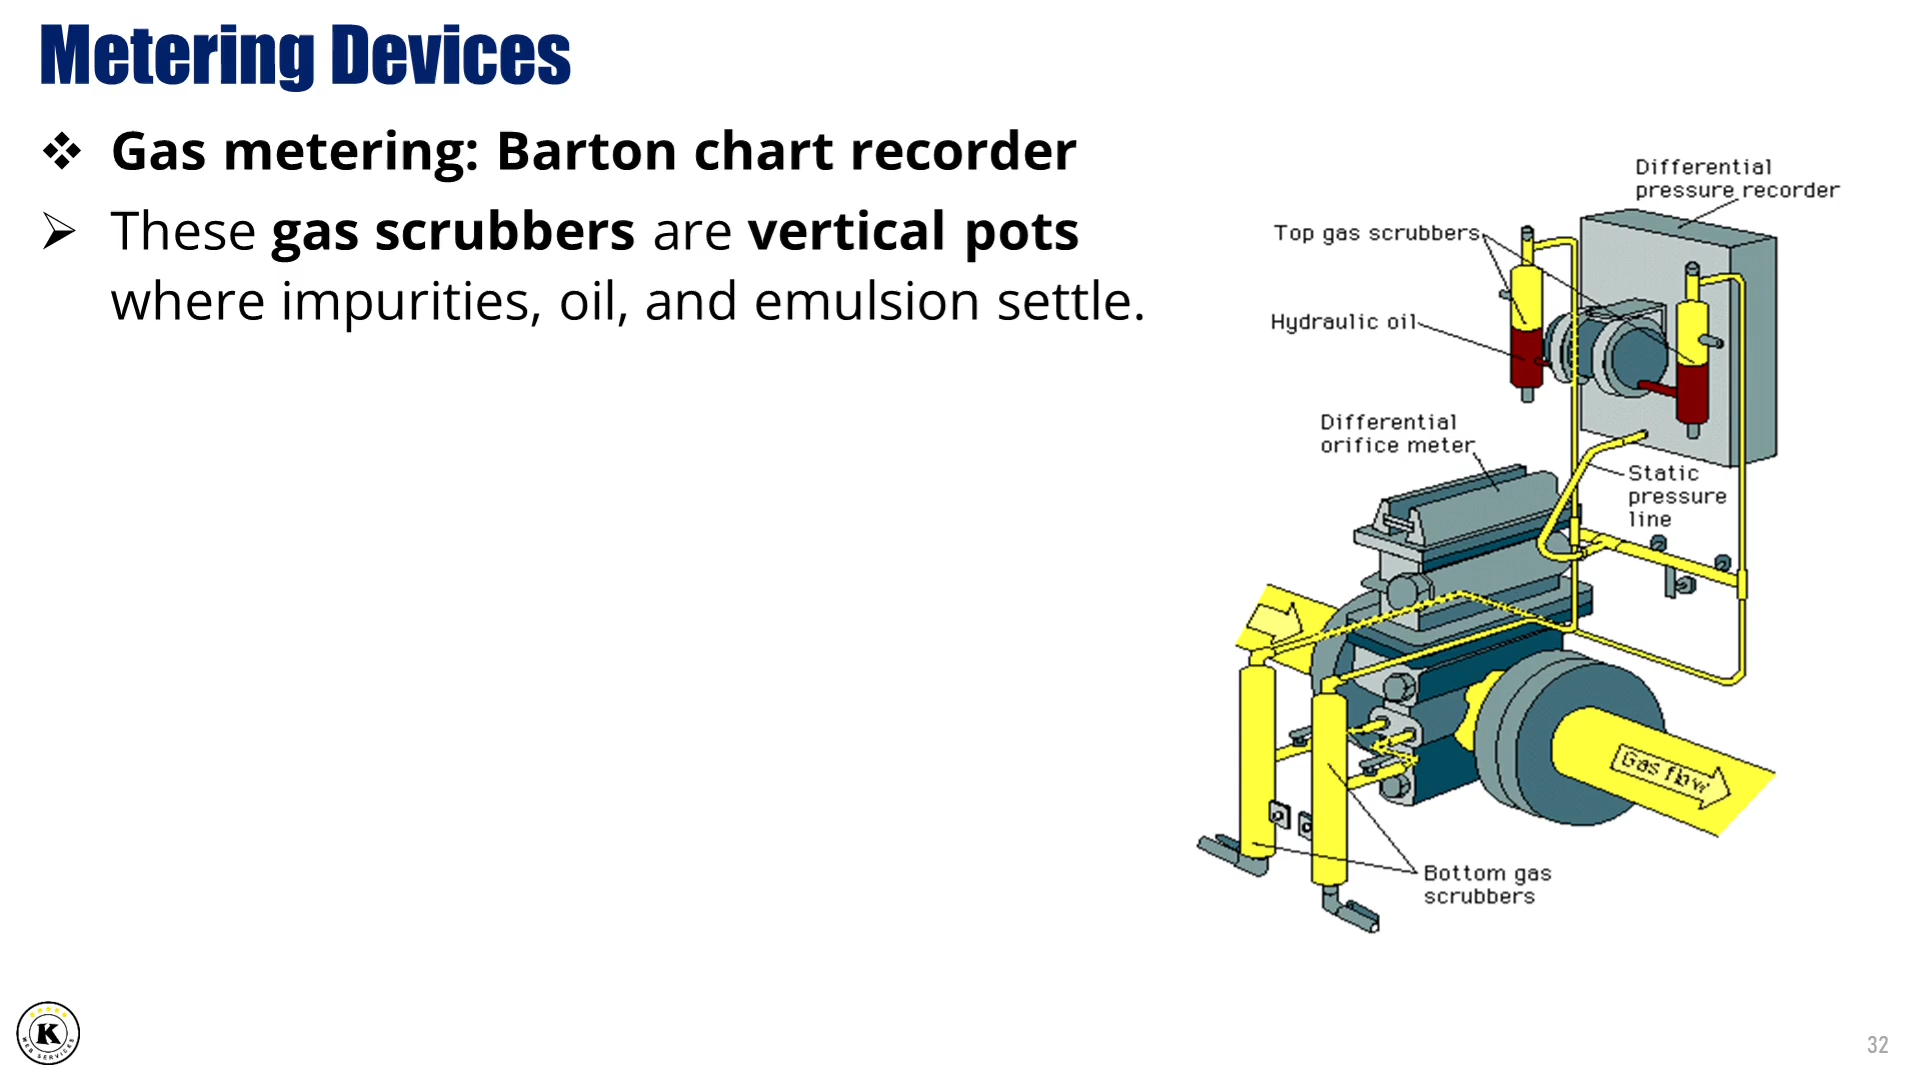 Metering Devices
❖ Gas metering: Barton chart recorder
➢ These gas scrubbers are vertical pots
where impurities, oil, and emulsion settle.
Differential
pressure recorder
Top gas scrubbers
Hydraulic oil
Differential
orifice meter
Static
pressure
line
Gas flow
Bottom gas
scrubbers
K
WEB SERVICES
32